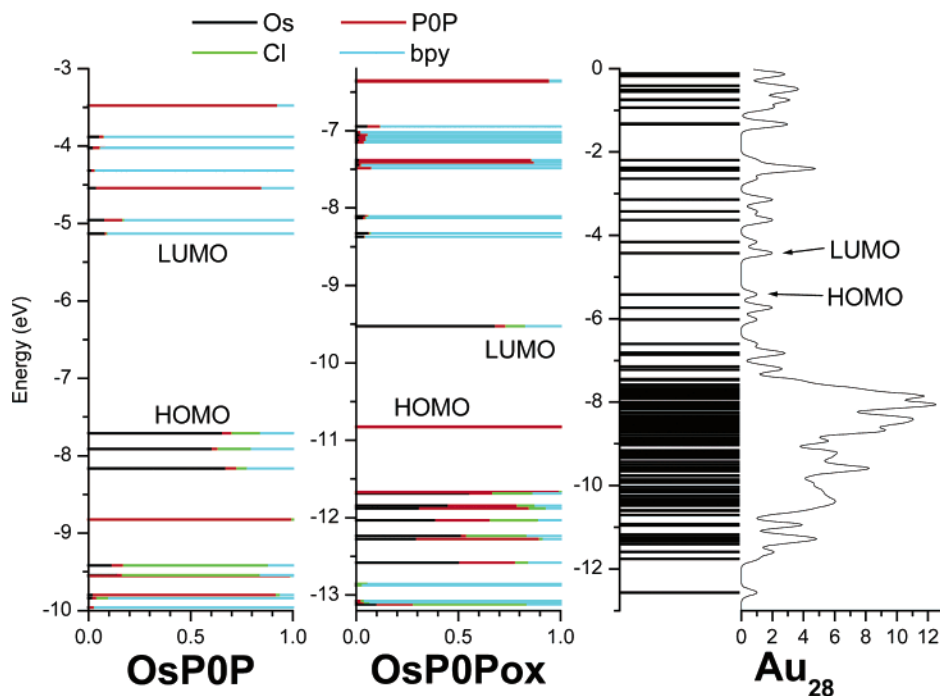 Os P0P
Cl bpy
Energy (eV)
-3
-4
-5
-6
-7
-8
-9
-10
LUMO
HOMO
0.0 0.5 1.0
OsP0P
-7
-8
-9
-10
-11
-12
-13
LUMO
HOMO
0.0 0.5 1.0
OsP0Pox
0
-2
-4
-6
-8
-10
-12
LUMO
HOMO
0 2 4 6 8 10 12
Au28